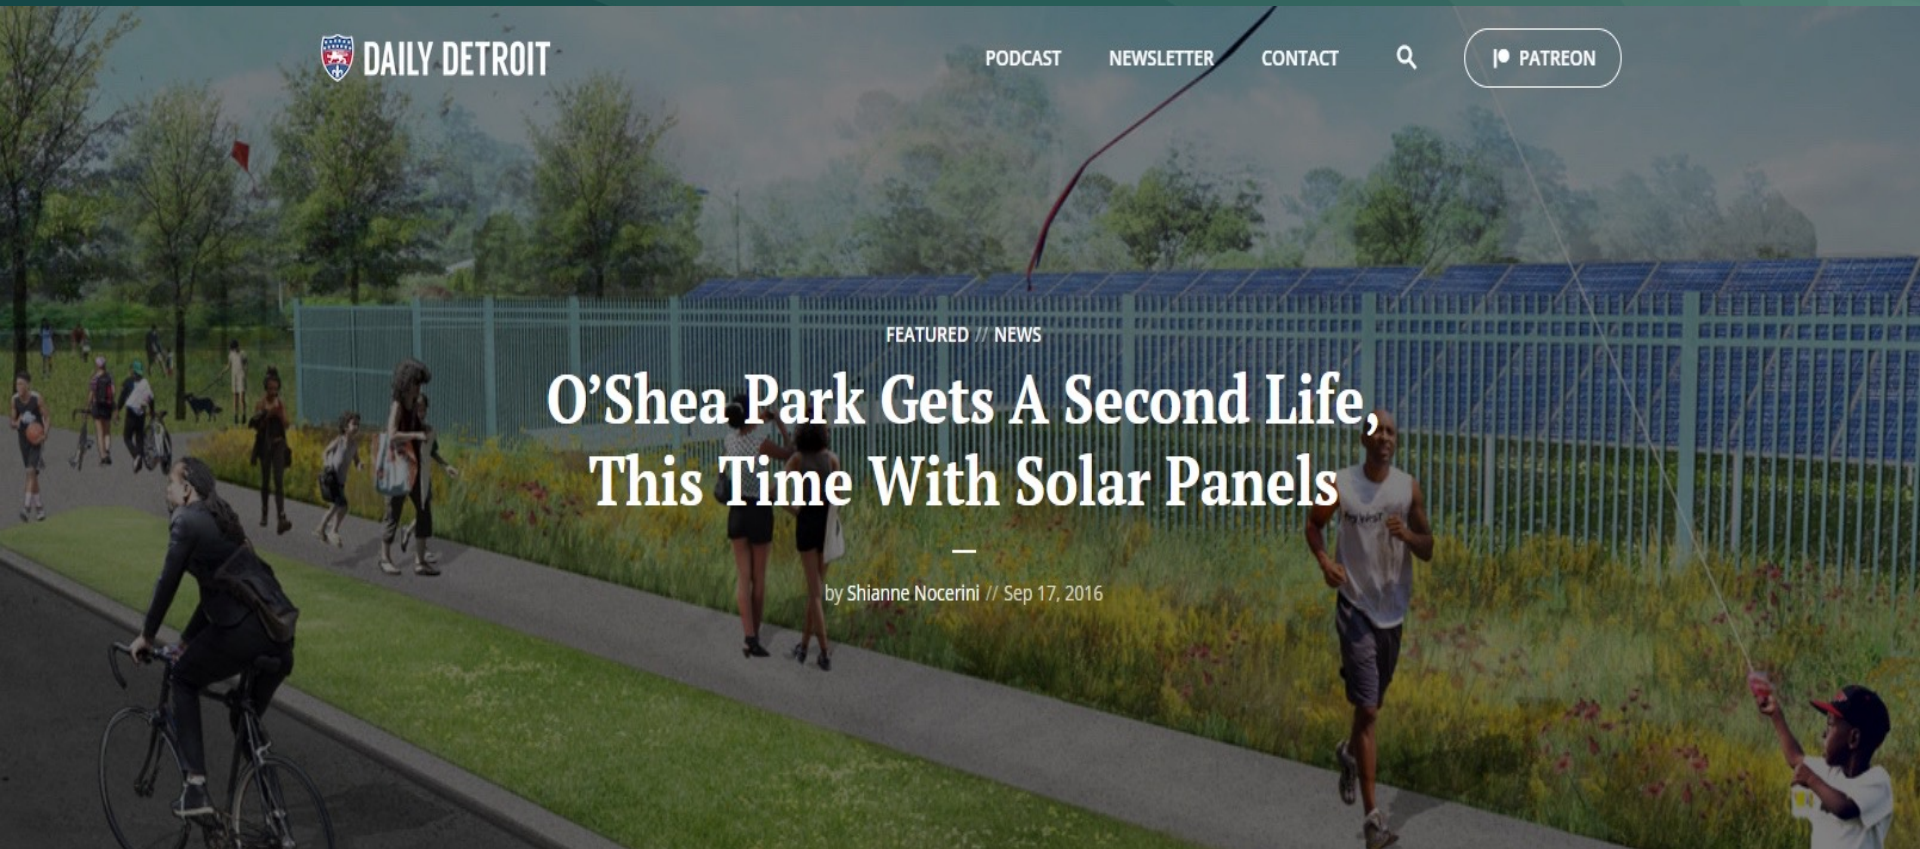 DAILY DETROIT
PODCAST NEWSLETTER CONTACT PATREON
FEATURED // NEWS
O’Shea Park Gets A Second Life,
This Time With Solar Panels
by Shianne Nocerini // Sep 17, 2016